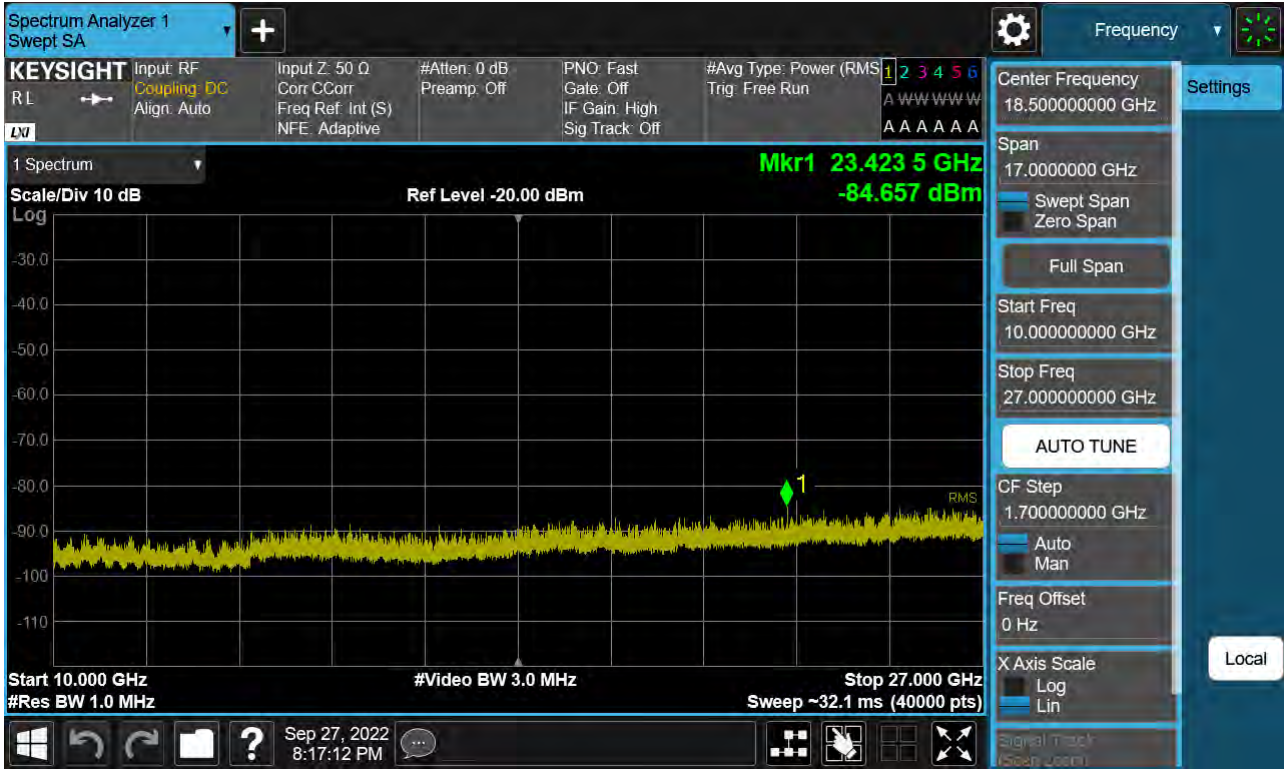 Spectrum Analyzer 1
Swept SA
+
Frequency
KEYSIGHT
R L
LXI
Input: RF
Coupling: DC
Align: Auto
Input Z: 50 Ω
Corr CCorr
Freq Ref: Int (S)
NFE: Adaptive
#Atten: 0 dB
Preamp: Off
PNO: Fast
Gate: Off
IF Gain: High
Sig Track: Off
#Avg Type: Power (RMS
Trig: Free Run
1 2 3 4 5 6
A W W W W W
A A A A A A
1 Spectrum
Scale/Div 10 dB
Ref Level -20.00 dBm
Mkr1 23.423 5 GHz
-84.657 dBm
Log
-30.0
-40.0
-50.0
-60.0
-70.0
-80.0
-90.0
-100
-110
1
RMS
Start 10.000 GHz
#Video BW 3.0 MHz
Stop 27.000 GHz
#Res BW 1.0 MHz
Sweep ~32.1 ms (40000 pts)
?
Sep 27, 2022
8:17:12 PM
Center Frequency
18.500000000 GHz
Span
17.0000000 GHz
Swept Span
Zero Span
Full Span
Start Freq
10.000000000 GHz
Stop Freq
27.000000000 GHz
AUTO TUNE
CF Step
1.700000000 GHz
Auto
Man
Freq Offset
0 Hz
X Axis Scale
Log
Lin
Signal Track
(Span Zoom)
Settings
Local